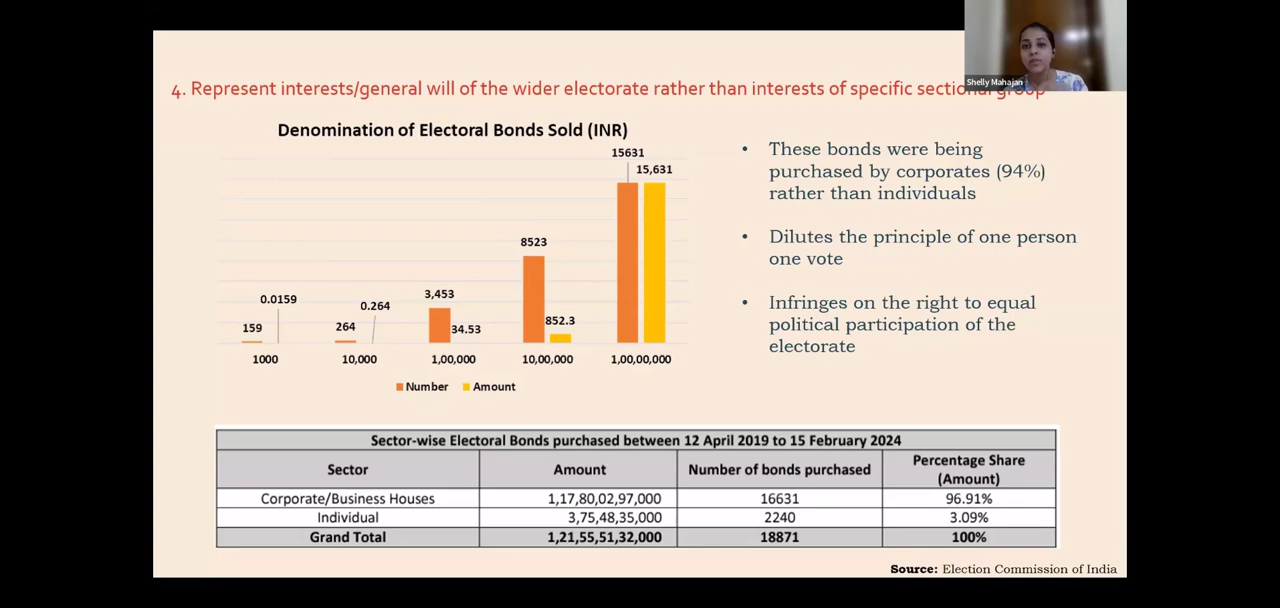 Shelly Mahajan
4. Represent interests/general will of the wider electorate rather than interests of specific sectional group
Denomination of Electoral Bonds Sold (INR)
15631
15,631
8523
852.3
3,453
34.53
0.264
264
0.0159
159
1000
10,000
1,00,000
10,00,000
1,00,00,000
Number
Amount
• These bonds were being
purchased by corporates (94%)
rather than individuals
• Dilutes the principle of one person
one vote
• Infringes on the right to equal
political participation of the
electorate
Sector-wise Electoral Bonds purchased between 12 April 2019 to 15 February 2024
Sector Amount Number of bonds purchased Percentage Share
(Amount)
Corporate/Business Houses 1,17,80,02,97,000 16631 96.91%
Individual 3,75,48,35,000 2240 3.09%
Grand Total 1,21,55,51,32,000 18871 100%
Source: Election Commission of India